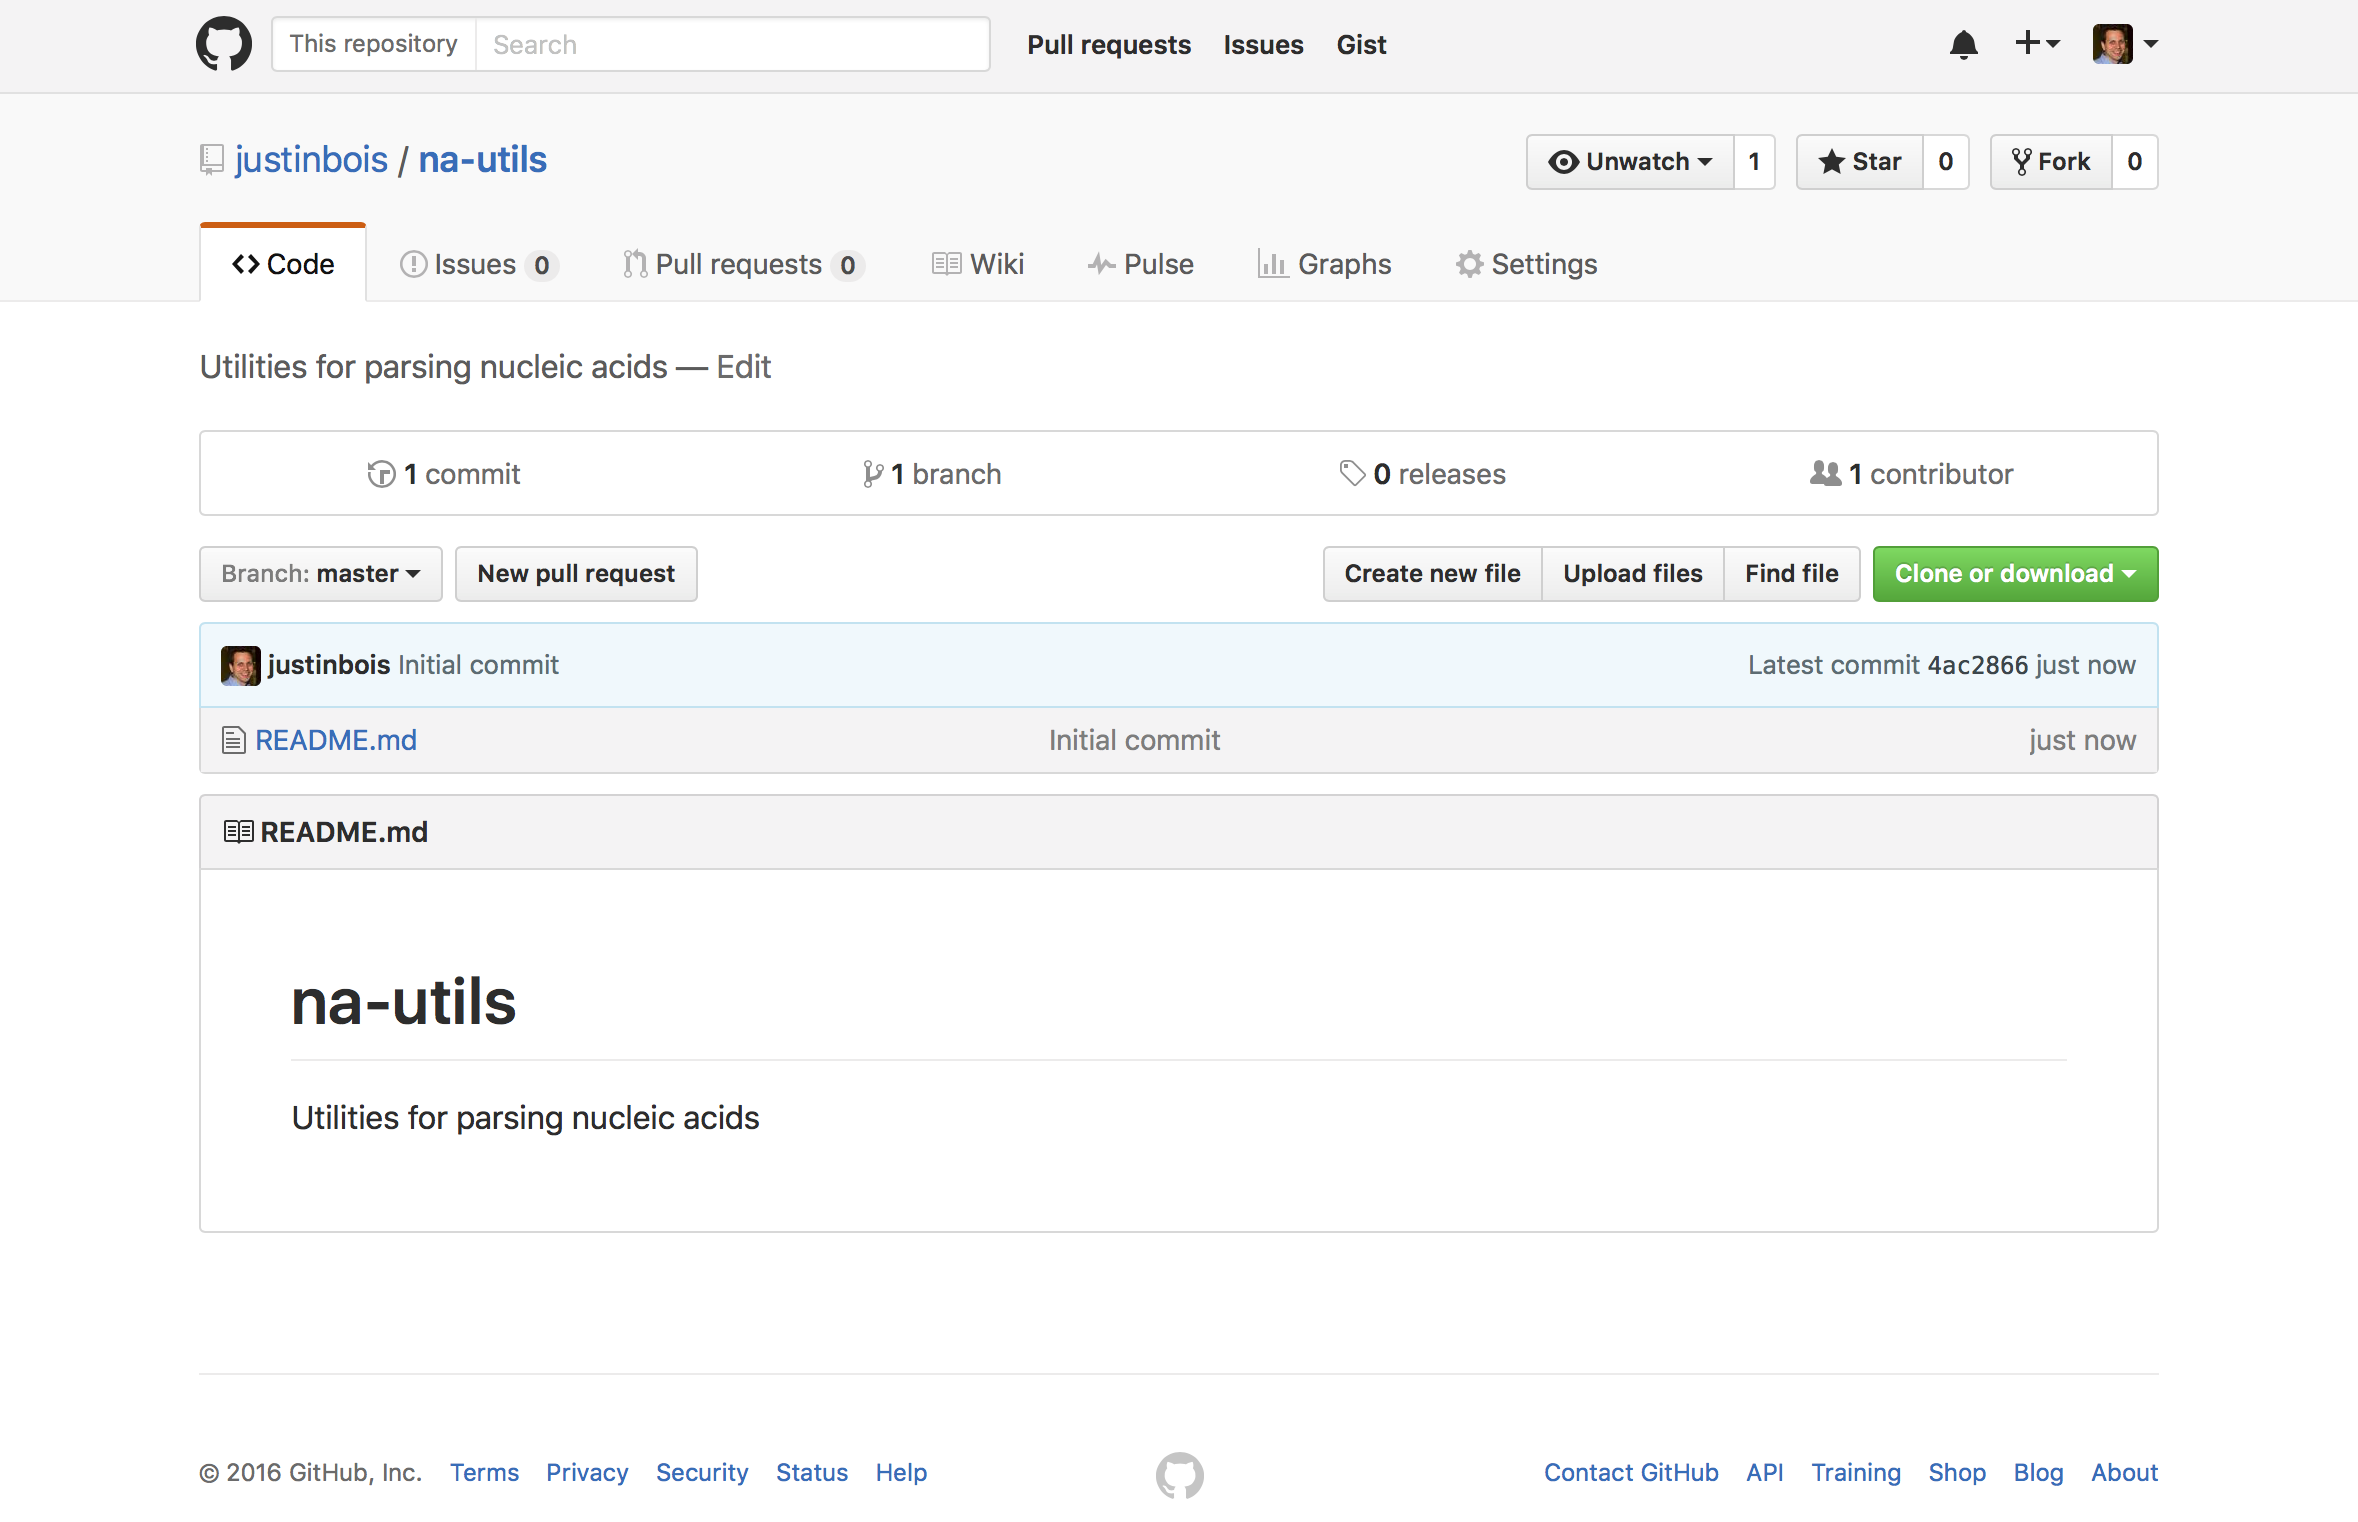 This repository Search Pull requests Issues Gist
justinbois / na-utils Unwatch 1 Star 0 Fork 0
Code Issues 0 Pull requests 0 Wiki Pulse Graphs Settings
Utilities for parsing nucleic acids — Edit
1 commit 1 branch 0 releases 1 contributor
Branch: master New pull request Create new file Upload files Find file Clone or download
justinbois Initial commit Latest commit 4ac2866 just now
README.md Initial commit just now
README.md
na-utils
Utilities for parsing nucleic acids
© 2016 GitHub, Inc. Terms Privacy Security Status Help Contact GitHub API Training Shop Blog About